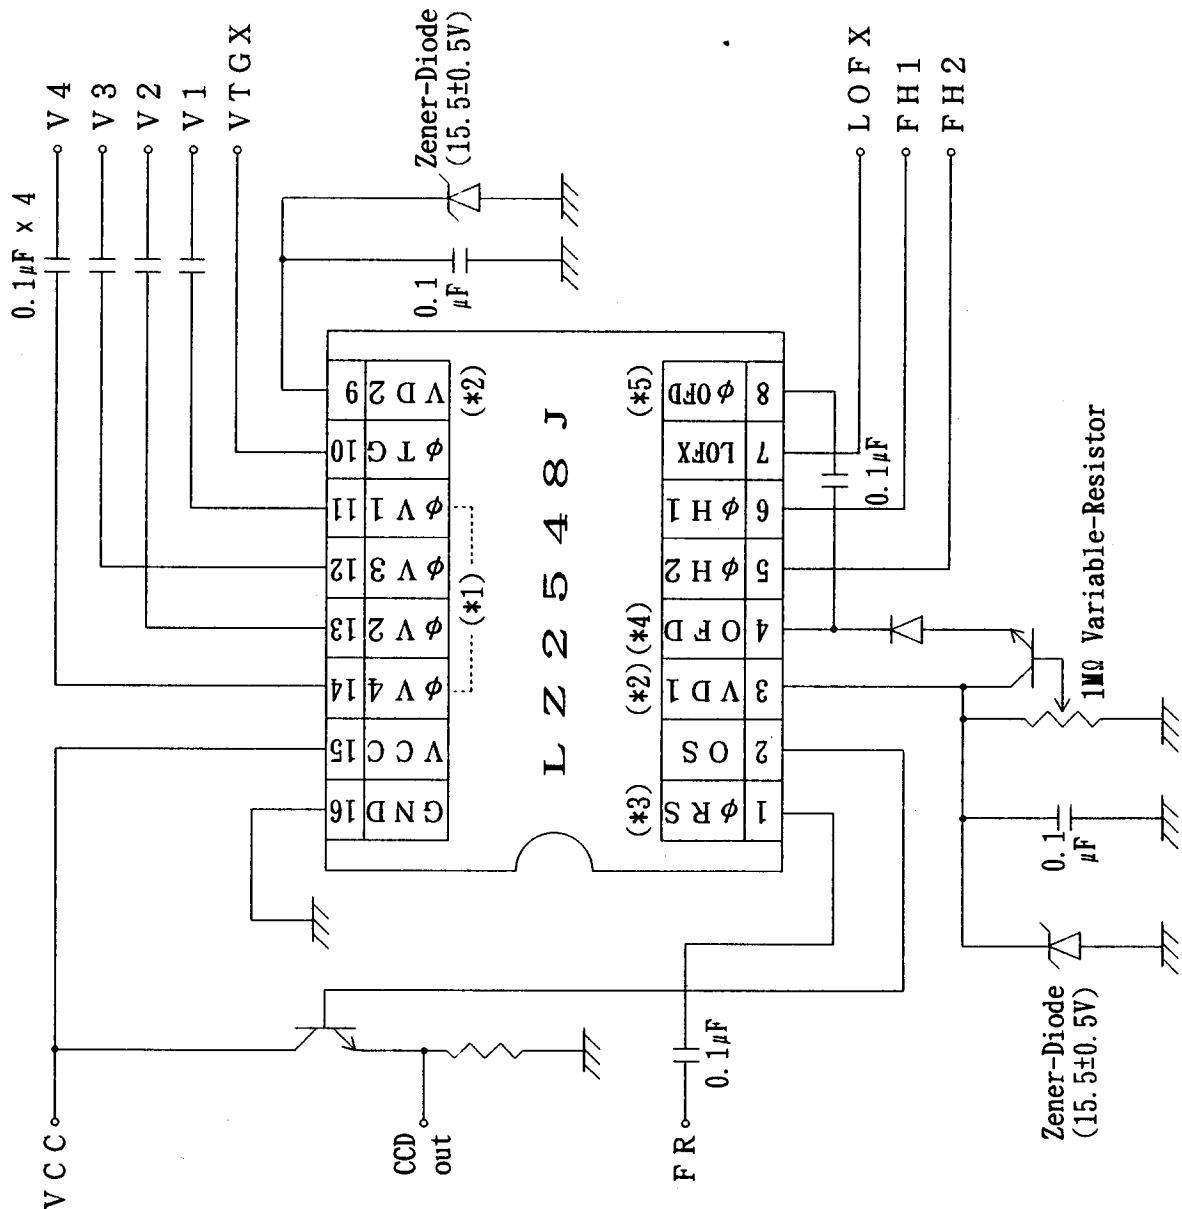 V4
V3
V2
V1
VTGX
0.1μF x 4
Zener-Diode
(15.5±0.5V)
0.1
μF
LOFX
FH1
FH2
9 VD2
(*2)
10 φTG
11 φV1
12 φV3
13 φV2
14 φV4
(*1)
15 VCC
16 GND
LZ2548J
(*5)
φOFD 8
LOFX 7
φH1 6
φH2 5
(*4)
OFD 4
(*2)
VD1 3
OS 2
(*3)
φRS 1
0.1μF
1MΩ Variable-Resistor
0.1
μF
Zener-Diode
(15.5±0.5V)
VCC
CCD
out
FR
0.1μF